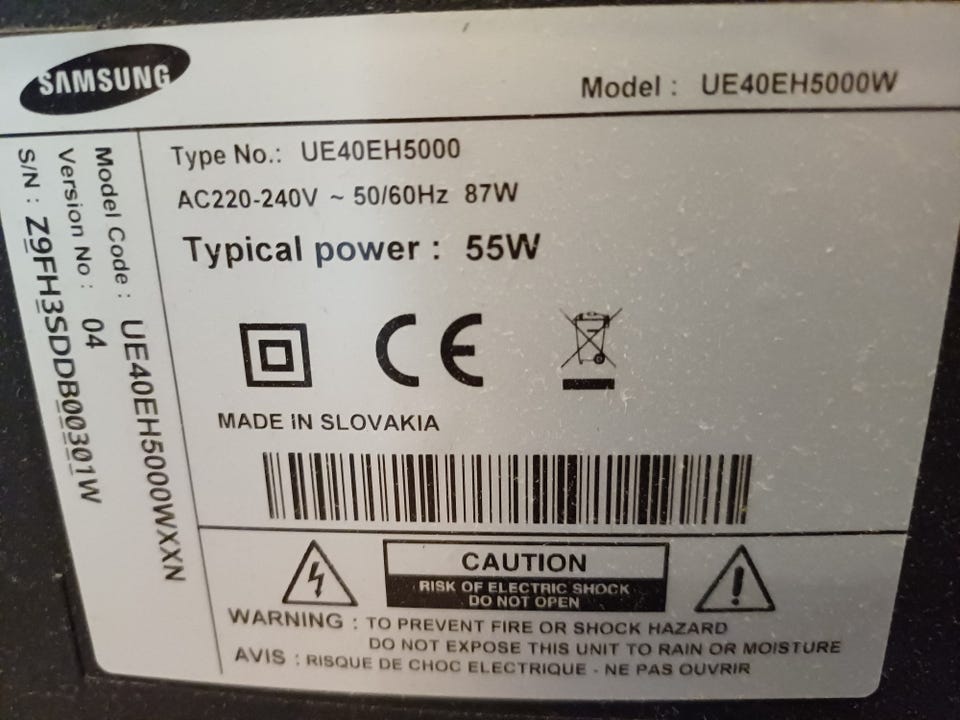 SAMSUNG
Model : UE40EH5000W
Type No.: UE40EH5000
AC220-240V ~ 50/60Hz 87W
Typical power : 55W
CE
MADE IN SLOVAKIA
Model Code : UE40EH5000WXXN
Version No : 04
S/N : Z9FH3SDDB00301W
CAUTION
RISK OF ELECTRIC SHOCK
DO NOT OPEN
WARNING : TO PREVENT FIRE OR SHOCK HAZARD
DO NOT EXPOSE THIS UNIT TO RAIN OR MOISTURE
AVIS : RISQUE DE CHOC ELECTRIQUE - NE PAS OUVRIR